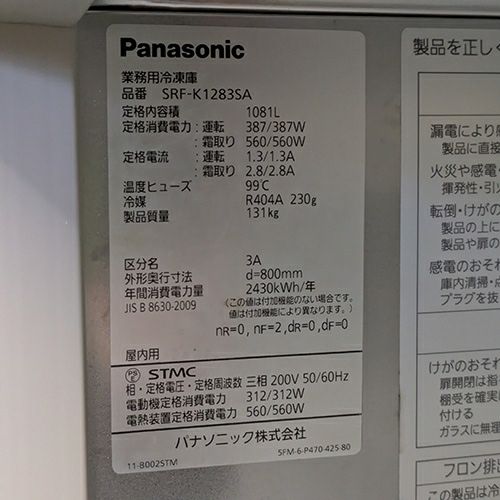 Panasonic
業務用冷凍庫
品番 SRF-K1283SA
定格内容積 1081L
定格消費電力:運転 387/387W
:霜取り 560/560W
定格電流 :運転 1.3/1.3A
:霜取り 2.8/2.8A
温度ヒューズ 99℃
冷媒 R404A 230g
製品質量 131kg
区分名 3A
外形奥行寸法 d=800mm
年間消費電力量 2430kWh/年
JIS B 8630-2009 (この値は付加機能のない場合です。
値は付加機能により異なります。)
nR=0, nF=2, dR=0, dF=0
屋内用
PS E STMC
相・定格電圧・定格周波数 三相 200V 50/60Hz
電動機定格消費電力 312/312W
電熱装置定格消費電力 560/560W
パナソニック株式会社
11-B002STM 5FM-6-P470-425-80
製品を正しく
漏電により
製品に直接
火災や感電
揮発性・引
転倒・けがの
製品の上に
製品や扉の
感電のおそ
庫内清掃・
プラグを抜
けがのおそれ
扉開閉は指
棚受を確実
付ける
ガラスに無理
フロン排
この製品は冷